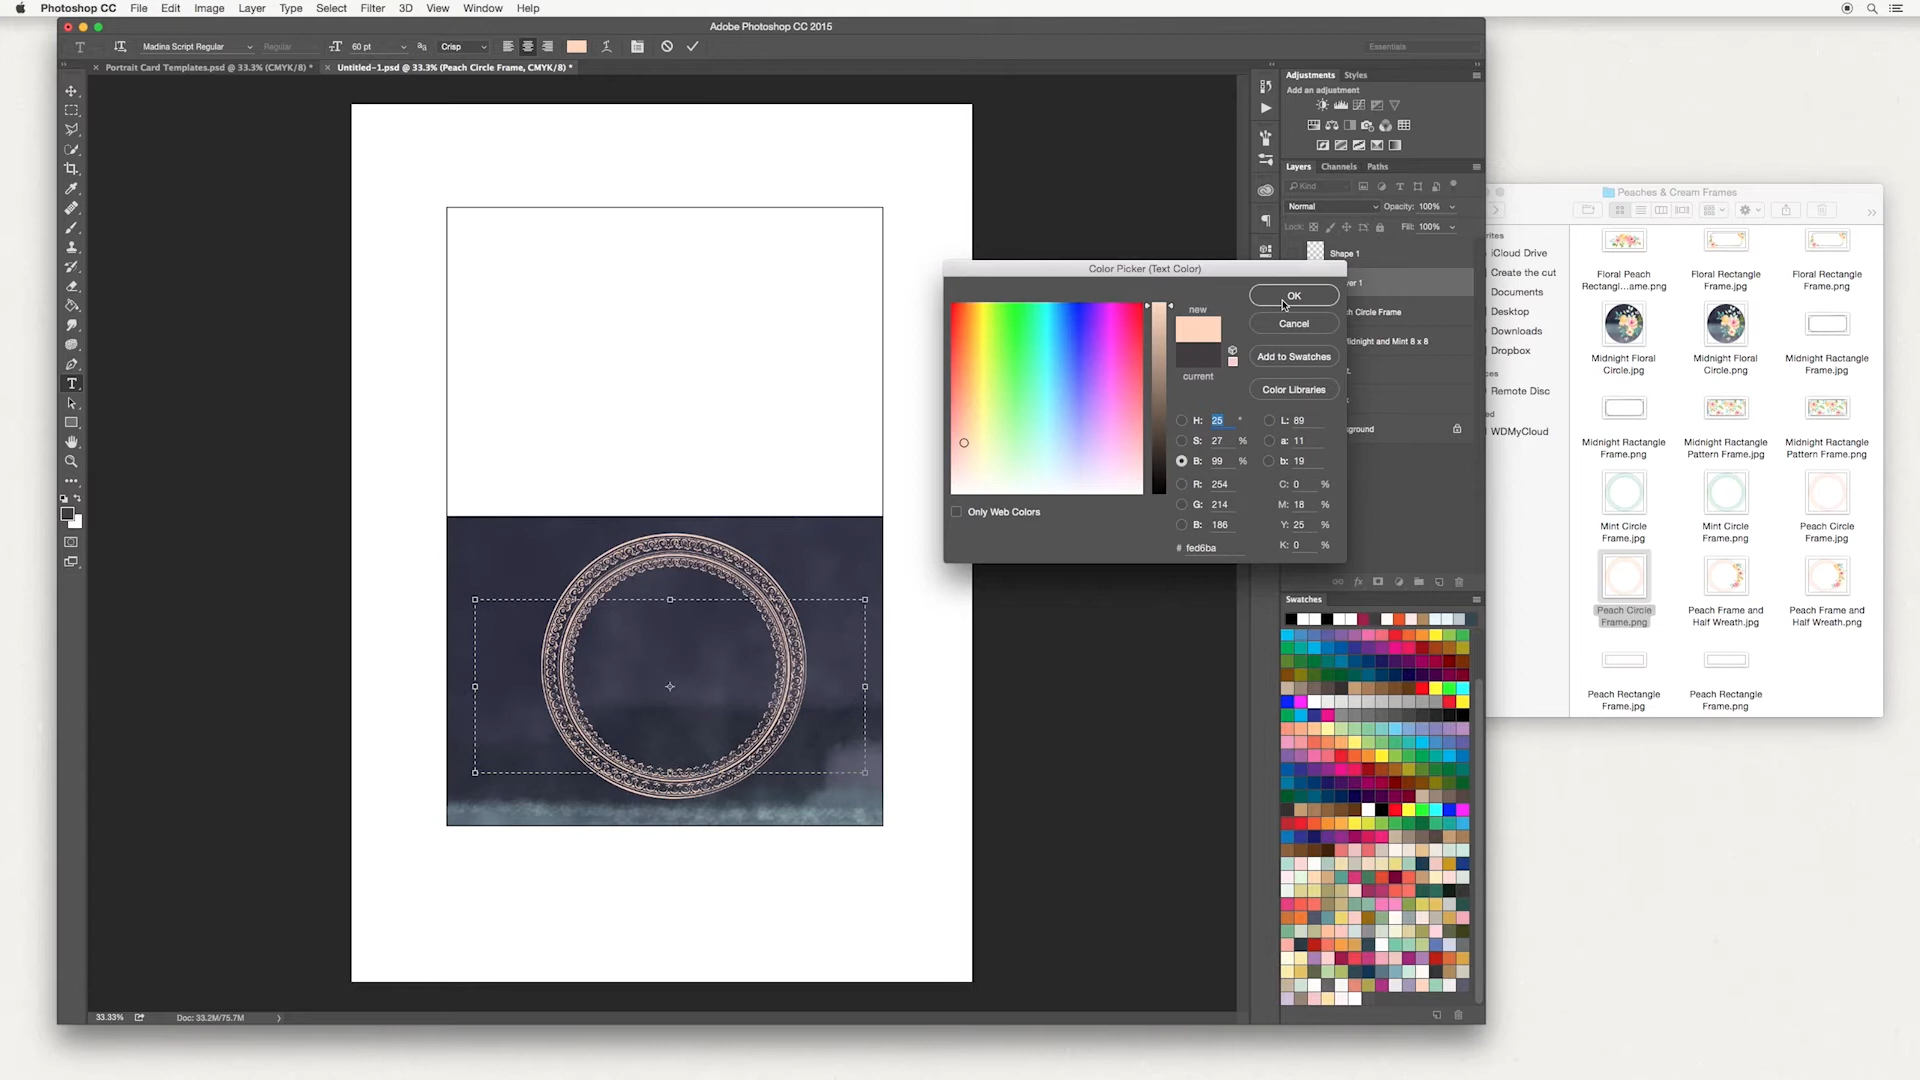 Photoshop CC File Edit Image Layer Type Select Filter 3D View Window Help
Adobe Photoshop CC 2015
T Madina Script Regular Regular 60 pt Crisp Essentials
Portrait Card Templates.psd @ 33.3% (CMYK/8) *
Untitled-1.psd @ 33.3% (Peach Circle Frame, CMYK/8) *
Adjustments Styles
Add an adjustment
Layers Channels Paths
Kind
Normal Opacity: 100%
Lock: Fill: 100%
Shape 1
yer 1
ch Circle Frame
idnight and Mint 8 x 8
kground
Color Picker (Text Color)
new
current
OK
Cancel
Add to Swatches
Color Libraries
H: 25 °
S: 27 %
B: 99 %
R: 254
G: 214
B: 186
# fed6ba
L: 89
a: 11
b: 19
C: 0 %
M: 18 %
Y: 25 %
K: 0 %
Only Web Colors
Swatches
33.33% Doc: 33.2M/75.7M
Peaches & Cream Frames
rites
iCloud Drive
Create the cut
Documents
Desktop
Downloads
Dropbox
ces
Remote Disc
ed
WDMyCloud
Floral Peach
Rectangl...ame.png
Floral Rectangle
Frame.jpg
Floral Rectangle
Frame.png
Midnight Floral
Circle.jpg
Midnight Floral
Circle.png
Midnight Ractangle
Frame.jpg
Midnight Ractangle
Frame.png
Midnight Ractangle
Pattern Frame.jpg
Midnight Ractangle
Pattern Frame.png
Mint Circle
Frame.jpg
Mint Circle
Frame.png
Peach Circle
Frame.jpg
Peach Circle
Frame.png
Peach Frame and
Half Wreath.jpg
Peach Frame and
Half Wreath.png
Peach Rectangle
Frame.jpg
Peach Rectangle
Frame.png